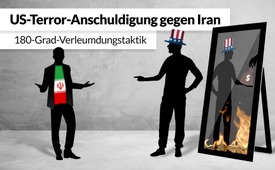 US-Terror-Anschuldigung gegen Iran
180-Grad-Verleumdungstaktik
$